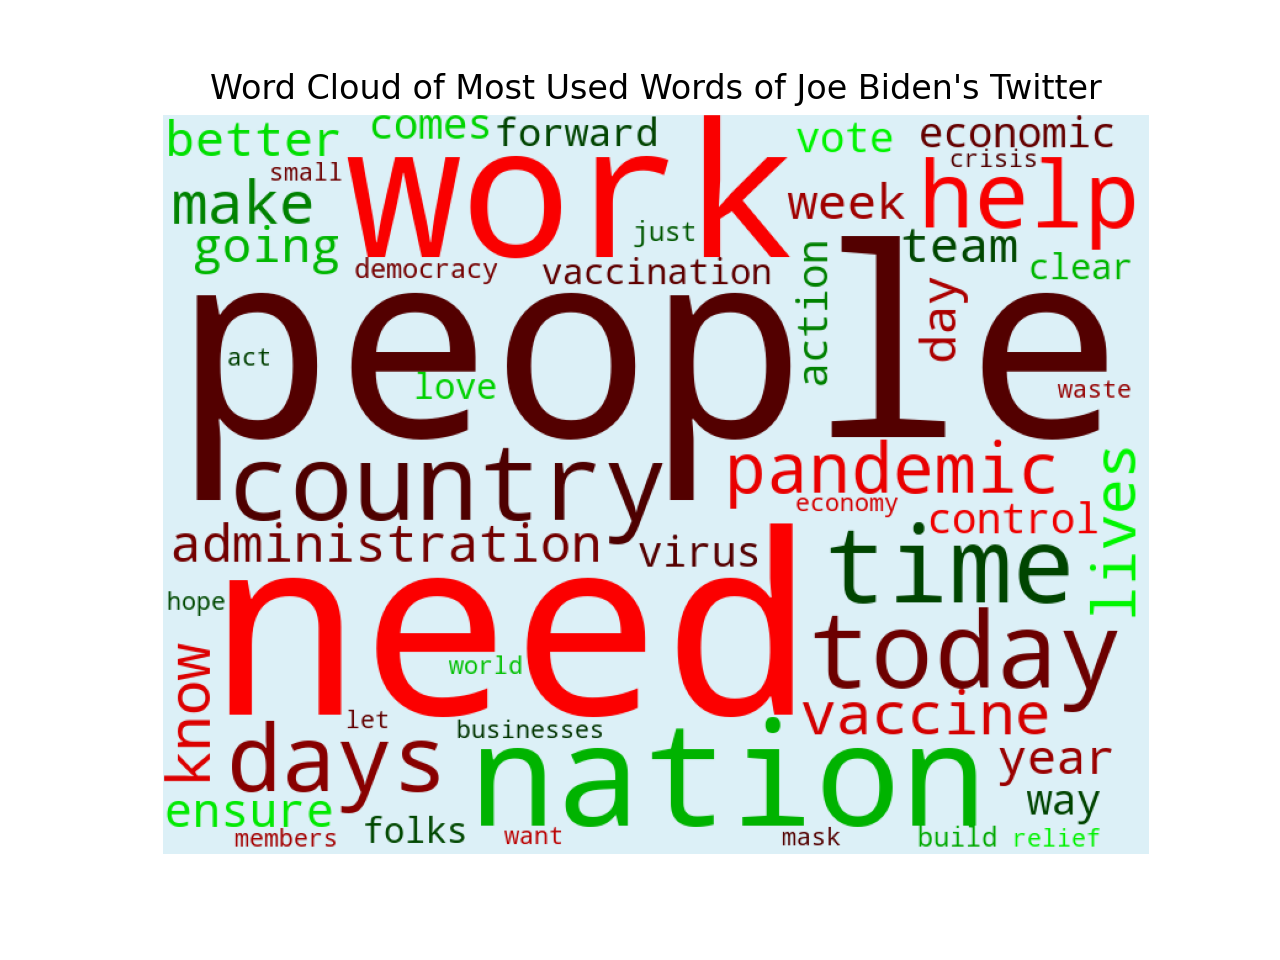 Word Cloud of Most Used Words of Joe Biden's Twitter
better
comes
forward
vote
economic
small
work
crisis
make
help
week
going
just
team
democracy
vaccination
action
clear
day
people
act
love
waste
country
pandemic
lives
economy
control
administration
virus
time
hope
need
today
know
world
let
businesses
vaccine
days
nation
year
ensure
way
folks
members
want
mask
build
relief